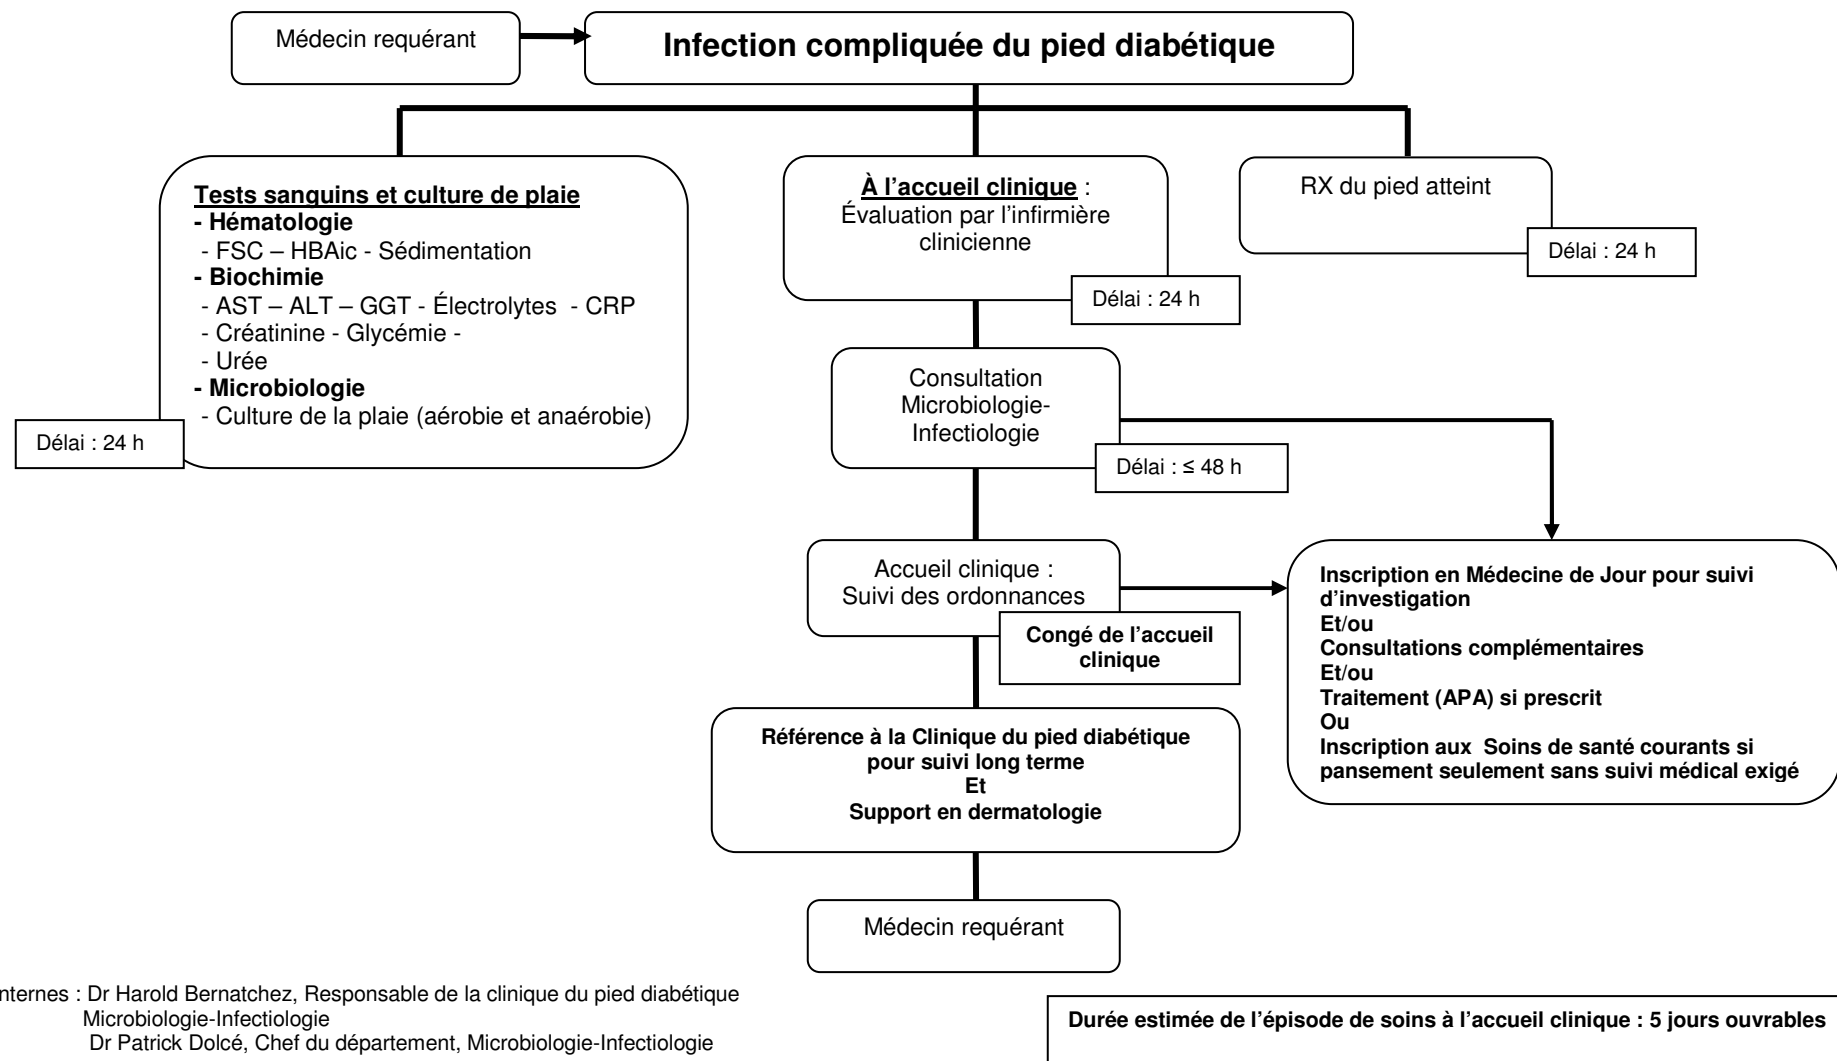 Médecin requérant
Infection compliquée du pied diabétique
Tests sanguins et culture de plaie
- Hématologie
- FSC – HBAic - Sédimentation
- Biochimie
- AST – ALT – GGT - Électrolytes - CRP
- Créatinine - Glycémie -
- Urée
- Microbiologie
- Culture de la plaie (aérobie et anaérobie)
Délai : 24 h
À l’accueil clinique :
Évaluation par l’infirmière
clinicienne
Délai : 24 h
RX du pied atteint
Délai : 24 h
Consultation
Microbiologie-
Infectiologie
Délai : ≤ 48 h
Accueil clinique :
Suivi des ordonnances
Congé de l’accueil
clinique
Inscription en Médecine de Jour pour suivi
d’investigation
Et/ou
Consultations complémentaires
Et/ou
Traitement (APA) si prescrit
Ou
Inscription aux Soins de santé courants si
pansement seulement sans suivi médical exigé
Référence à la Clinique du pied diabétique
pour suivi long terme
Et
Support en dermatologie
Médecin requérant
nternes : Dr Harold Bernatchez, Responsable de la clinique du pied diabétique
Microbiologie-Infectiologie
Dr Patrick Dolcé, Chef du département, Microbiologie-Infectiologie
Durée estimée de l’épisode de soins à l’accueil clinique : 5 jours ouvrables